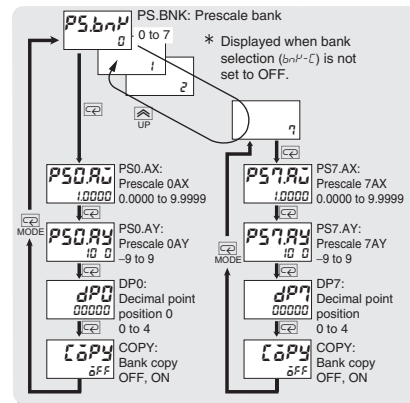 PS.BNK: Prescale bank
PS.bnK
0
0 to 7
1
2
* Displayed when bank
selection (bnK-C) is not
set to OFF.
UP
7
PS0.AX
1.0000
PS0.AX:
Prescale 0AX
0.0000 to 9.9999
PS0.AY
10 0
PS0.AY:
Prescale 0AY
–9 to 9
MODE
dP0
00000
DP0:
Decimal point
position 0
0 to 4
CoPY
oFF
COPY:
Bank copy
OFF, ON
PS7.AX
1.0000
PS7.AX:
Prescale 7AX
0.0000 to 9.9999
PS7.AY
10 0
PS7.AY:
Prescale 7AY
–9 to 9
MODE
dP7
00000
DP7:
Decimal point
position
0 to 4
CoPY
oFF
COPY:
Bank copy
OFF, ON